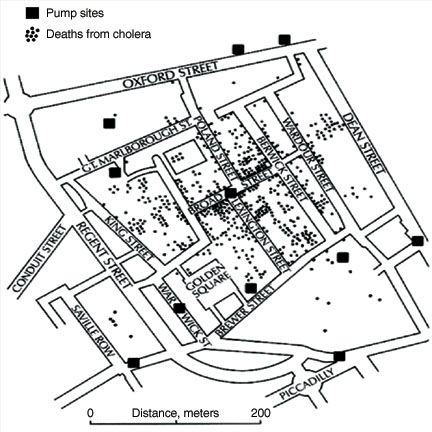 Pump sites
Deaths from cholera
OXFORD STREET
GT. MARLBOROUGH ST.
POLAND STREET
BERWICK STREET
WARDOUR STREET
DEAN STREET
BROAD STREET
KING STREET
REGENT STREET
CONDUIT STREET
GOLDEN
SQUARE
WARWICK ST
BREWER STREET
SAVILLE ROW
PICCADILLY
0 Distance, meters 200